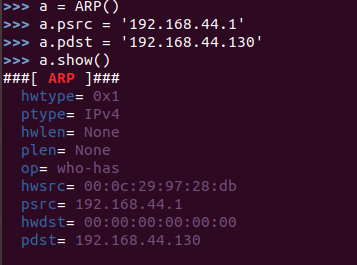 >>> a = ARP()
>>> a.psrc = '192.168.44.1'
>>> a.pdst = '192.168.44.130'
>>> a.show()
###[ ARP ]###
  hwtype= 0x1
  ptype= IPv4
  hwlen= None
  plen= None
  op= who-has
  hwsrc= 00:0c:29:97:28:db
  psrc= 192.168.44.1
  hwdst= 00:00:00:00:00:00
  pdst= 192.168.44.130